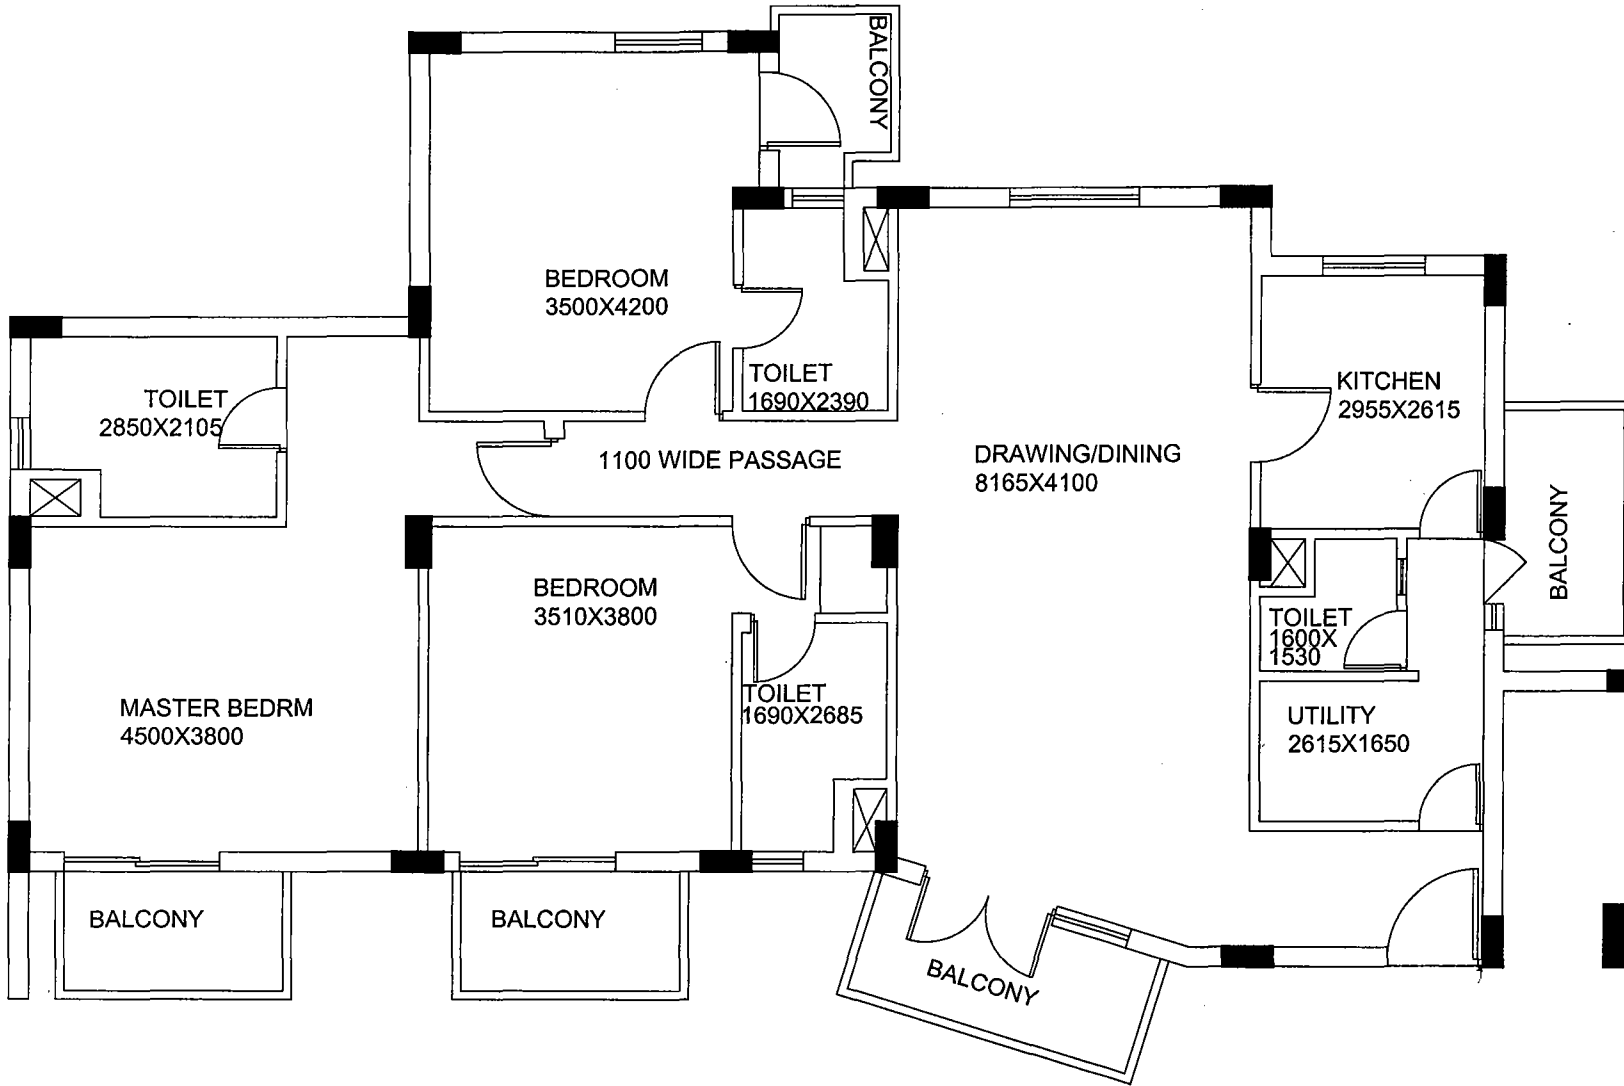 BALCONY
BEDROOM
3500X4200
TOILET
1690X2390
TOILET
2850X2105
KITCHEN
2955X2615
1100 WIDE PASSAGE
DRAWING/DINING
8165X4100
BALCONY
BEDROOM
3510X3800
TOILET
1600X
1530
MASTER BEDRM
4500X3800
TOILET
1690X2685
UTILITY
2615X1650
BALCONY
BALCONY
BALCONY